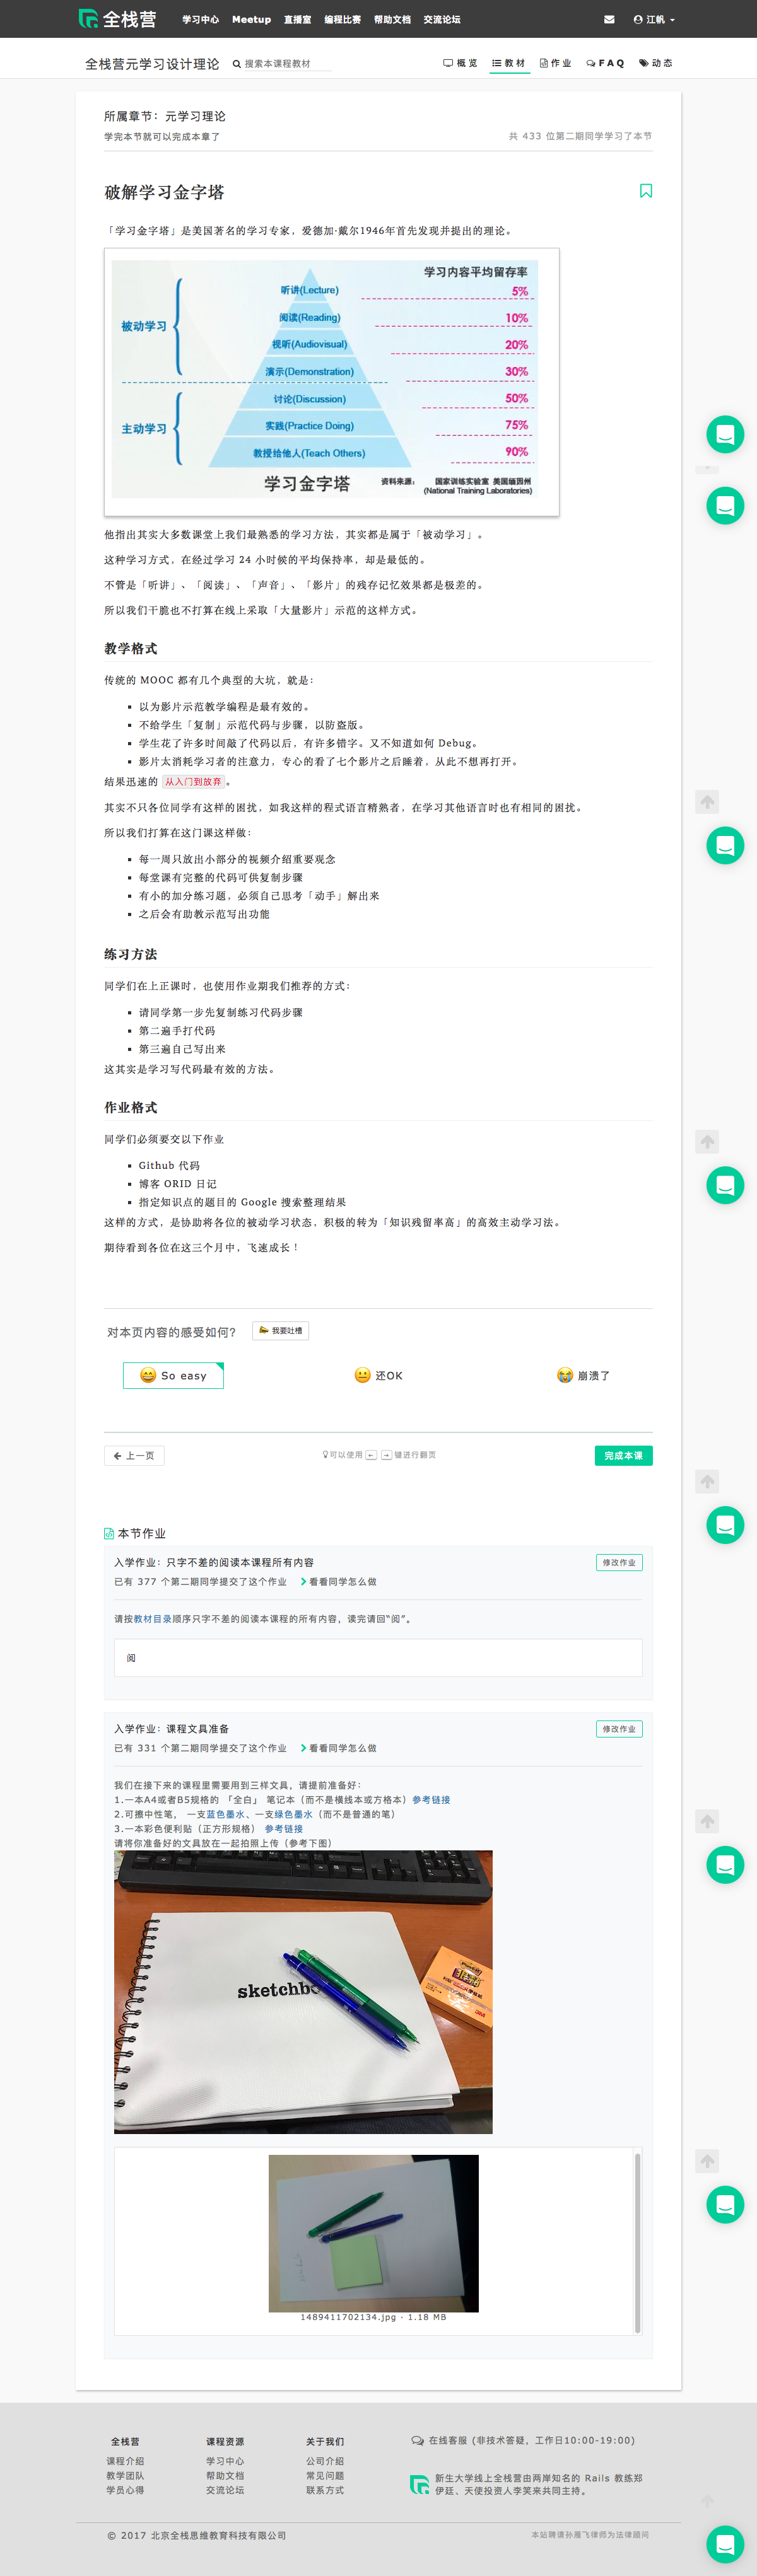 全栈营 学习中心 Meetup 直播室 编程比赛 帮助文档 交流论坛 江帆
全栈营元学习设计理论 搜索本课程教材 概览 教材 作业 FAQ 动态
所属章节：元学习理论
学完本节就可以完成本章了 共 433 位第二期同学学习了本节
破解学习金字塔
「学习金字塔」是美国著名的学习专家，爱德加·戴尔1946年首先发现并提出的理论。
学习内容平均留存率
听讲(Lecture) 5%
阅读(Reading) 10%
被动学习
视听(Audiovisual) 20%
演示(Demonstration) 30%
讨论(Discussion) 50%
主动学习
实践(Practice Doing) 75%
教授给他人(Teach Others) 90%
学习金字塔
资料来源： 国家训练实验室 美国缅因州
(National Training Laboratories)
他指出其实大多数课堂上我们最熟悉的学习方法，其实都是属于「被动学习」。
这种学习方式，在经过学习 24 小时候的平均保持率，却是最低的。
不管是「听讲」、「阅读」、「声音」、「影片」的残存记忆效果都是极差的。
所以我们干脆也不打算在线上采取「大量影片」示范的这样方式。
教学格式
传统的 MOOC 都有几个典型的大坑，就是：
▪ 以为影片示范教学编程是最有效的。
▪ 不给学生「复制」示范代码与步骤，以防盗版。
▪ 学生花了许多时间敲了代码以后，有许多错字。又不知道如何 Debug。
▪ 影片太消耗学习者的注意力，专心的看了七个影片之后睡着，从此不想再打开。
结果迅速的 从入门到放弃。
其实不只各位同学有这样的困扰，如我这样的程式语言精熟者，在学习其他语言时也有相同的困扰。
所以我们打算在这门课这样做：
▪ 每一周只放出小部分的视频介绍重要观念
▪ 每堂课有完整的代码可供复制步骤
▪ 有小的加分练习题，必须自己思考「动手」解出来
▪ 之后会有助教示范写出功能
练习方法
同学们在上正课时，也使用作业期我们推荐的方式：
▪ 请同学第一步先复制练习代码步骤
▪ 第二遍手打代码
▪ 第三遍自己写出来
这其实是学习写代码最有效的方法。
作业格式
同学们必须要交以下作业
▪ Github 代码
▪ 博客 ORID 日记
▪ 指定知识点的题目的 Google 搜索整理结果
这样的方式，是协助将各位的被动学习状态，积极的转为「知识残留率高」的高效主动学习法。
期待看到各位在这三个月中，飞速成长！
对本页内容的感受如何？ 我要吐槽
So easy 还OK 崩溃了
← 上一页 可以使用 ← → 键进行翻页 完成本课
本节作业
入学作业：只字不差的阅读本课程所有内容 修改作业
已有 377 个第二期同学提交了这个作业 看看同学怎么做
请按教材目录顺序只字不差的阅读本课程的所有内容，读完请回“阅”。
阅
入学作业：课程文具准备 修改作业
已有 331 个第二期同学提交了这个作业 看看同学怎么做
我们在接下来的课程里需要用到三样文具，请提前准备好：
1.一本A4或者B5规格的 「全白」 笔记本（而不是横线本或方格本）参考链接
2.可擦中性笔， 一支蓝色墨水、一支绿色墨水（而不是普通的笔）
3.一本彩色便利贴（正方形规格） 参考链接
请将你准备好的文具放在一起拍照上传（参考下图）
1489411702134.jpg - 1.18 MB
全栈营 课程资源 关于我们 在线客服 (非技术答疑，工作日10:00-19:00)
课程介绍 学习中心 公司介绍
教学团队 帮助文档 常见问题 新生大学线上全栈营由两岸知名的 Rails 教练郑
学员心得 交流论坛 联系方式 伊廷、天使投资人李笑来共同主持。
© 2017 北京全栈思维教育科技有限公司 本站聘请孙雁飞律师为法律顾问